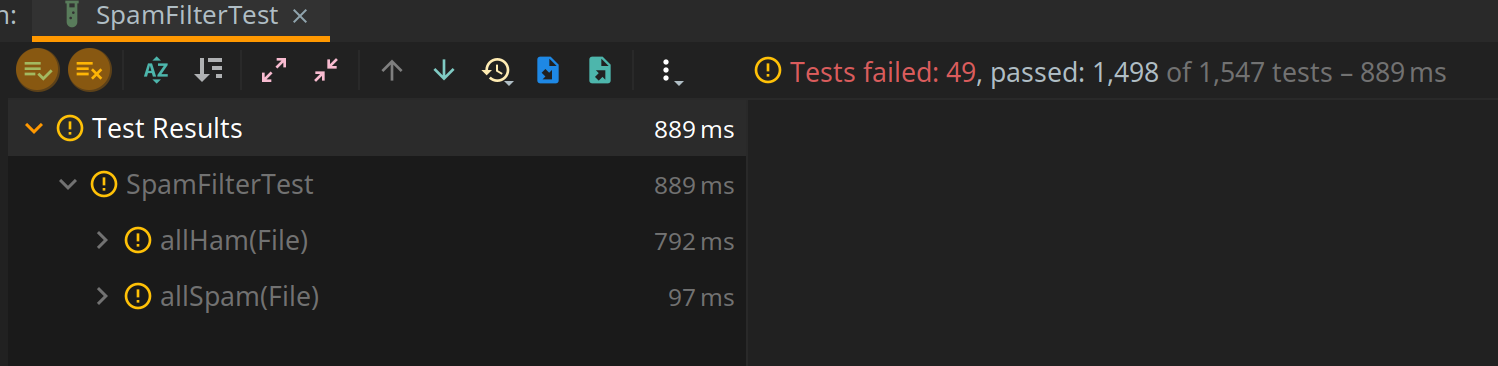 n:
SpamFilterTest
Tests failed: 49, passed: 1,498 of 1,547 tests – 889 ms
Test Results 889 ms
SpamFilterTest 889 ms
allHam(File) 792 ms
allSpam(File) 97 ms